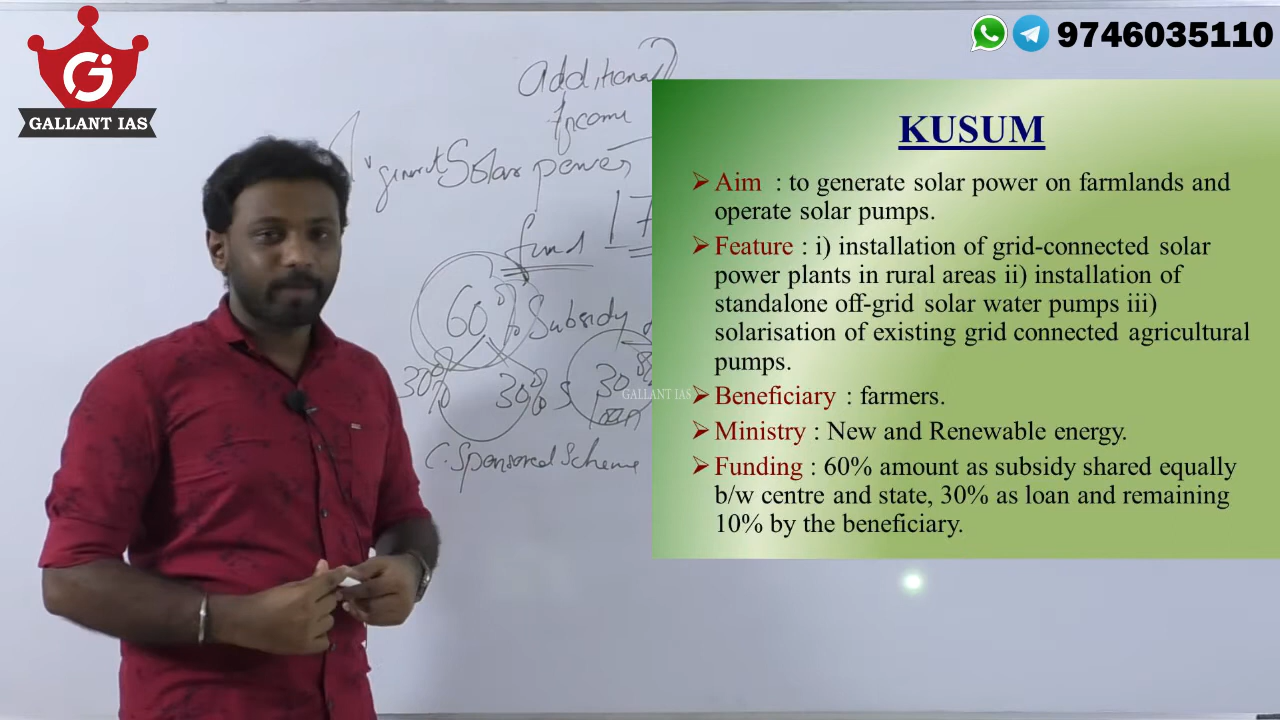 GALLANT IAS
9746035110
additional
Income
Solar power
fund
17
60% Subsidy
30%
30%
30%
loan
C. Sponsored Scheme
GALLANT IAS
KUSUM
Aim : to generate solar power on farmlands and
operate solar pumps.
Feature : i) installation of grid-connected solar
power plants in rural areas ii) installation of
standalone off-grid solar water pumps iii)
solarisation of existing grid connected agricultural
pumps.
Beneficiary : farmers.
Ministry : New and Renewable energy.
Funding : 60% amount as subsidy shared equally
b/w centre and state, 30% as loan and remaining
10% by the beneficiary.